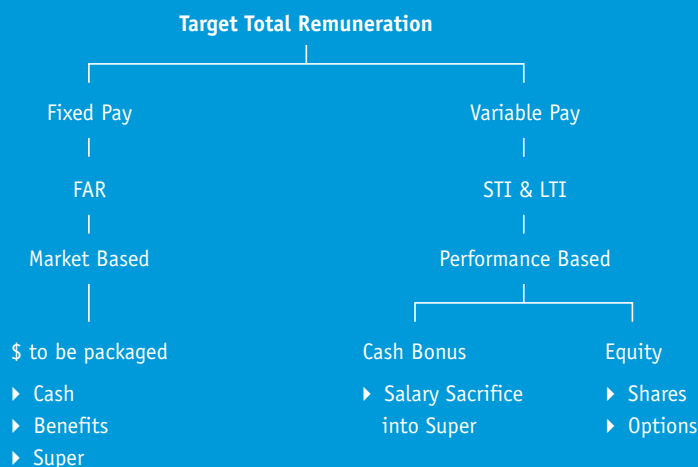 Target Total Remuneration
Fixed Pay
Variable Pay
FAR
STI & LTI
Market Based
Performance Based
$ to be packaged
Cash Bonus
Equity
Cash
Salary Sacrifice
Shares
Benefits
into Super
Options
Super